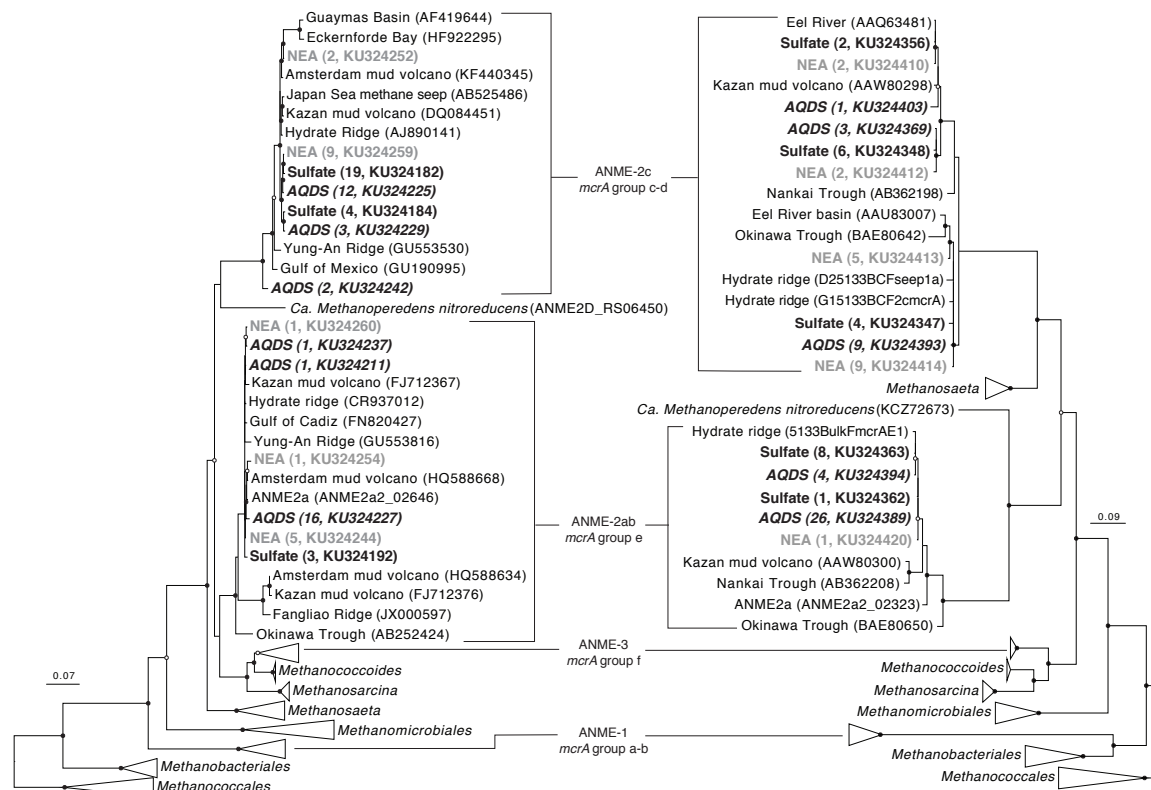 Guaymas Basin (AF419644)
Eckernforde Bay (HF922295)
NEA (2, KU324252)
Amsterdam mud volcano (KF440345)
Japan Sea methane seep (AB525486)
Kazan mud volcano (DQ084451)
Hydrate Ridge (AJ890141)
NEA (9, KU324259)
Sulfate (19, KU324182)
AQDS (12, KU324225)
Sulfate (4, KU324184)
AQDS (3, KU324229)
Yung-An Ridge (GU553530)
Gulf of Mexico (GU190995)
AQDS (2, KU324242)
Ca. Methanoperedens nitroreducens (ANME2D_RS06450)
NEA (1, KU324260)
AQDS (1, KU324237)
AQDS (1, KU324211)
Kazan mud volcano (FJ712367)
Hydrate ridge (CR937012)
Gulf of Cadiz (FN820427)
Yung-An Ridge (GU553816)
NEA (1, KU324254)
Amsterdam mud volcano (HQ588668)
ANME2a (ANME2a2_02646)
AQDS (16, KU324227)
NEA (5, KU324244)
Sulfate (3, KU324192)
Amsterdam mud volcano (HQ588634)
Kazan mud volcano (FJ712376)
Fangliao Ridge (JX000597)
Okinawa Trough (AB252424)
Methanococcoides
Methanosarcina
Methanosaeta
Methanomicrobiales
Methanobacteriales
Methanococcales
0.07
ANME-2c
mcrA group c-d
ANME-2ab
mcrA group e
ANME-3
mcrA group f
ANME-1
mcrA group a-b
Eel River (AAQ63481)
Sulfate (2, KU324356)
NEA (2, KU324410)
Kazan mud volcano (AAW80298)
AQDS (1, KU324403)
AQDS (3, KU324369)
Sulfate (6, KU324348)
NEA (2, KU324412)
Nankai Trough (AB362198)
Eel River basin (AAU83007)
Okinawa Trough (BAE80642)
NEA (5, KU324413)
Hydrate ridge (D25133BCFseep1a)
Hydrate ridge (G15133BCF2cmcrA)
Sulfate (4, KU324347)
AQDS (9, KU324393)
NEA (9, KU324414)
Methanosaeta
Ca. Methanoperedens nitroreducens (KCZ72673)
Hydrate ridge (5133BulkFmcrAE1)
Sulfate (8, KU324363)
AQDS (4, KU324394)
Sulfate (1, KU324362)
AQDS (26, KU324389)
NEA (1, KU324420)
Kazan mud volcano (AAW80300)
Nankai Trough (AB362208)
ANME2a (ANME2a2_02323)
Okinawa Trough (BAE80650)
Methanococcoides
Methanosarcina
Methanomicrobiales
Methanobacteriales
Methanococcales
0.09